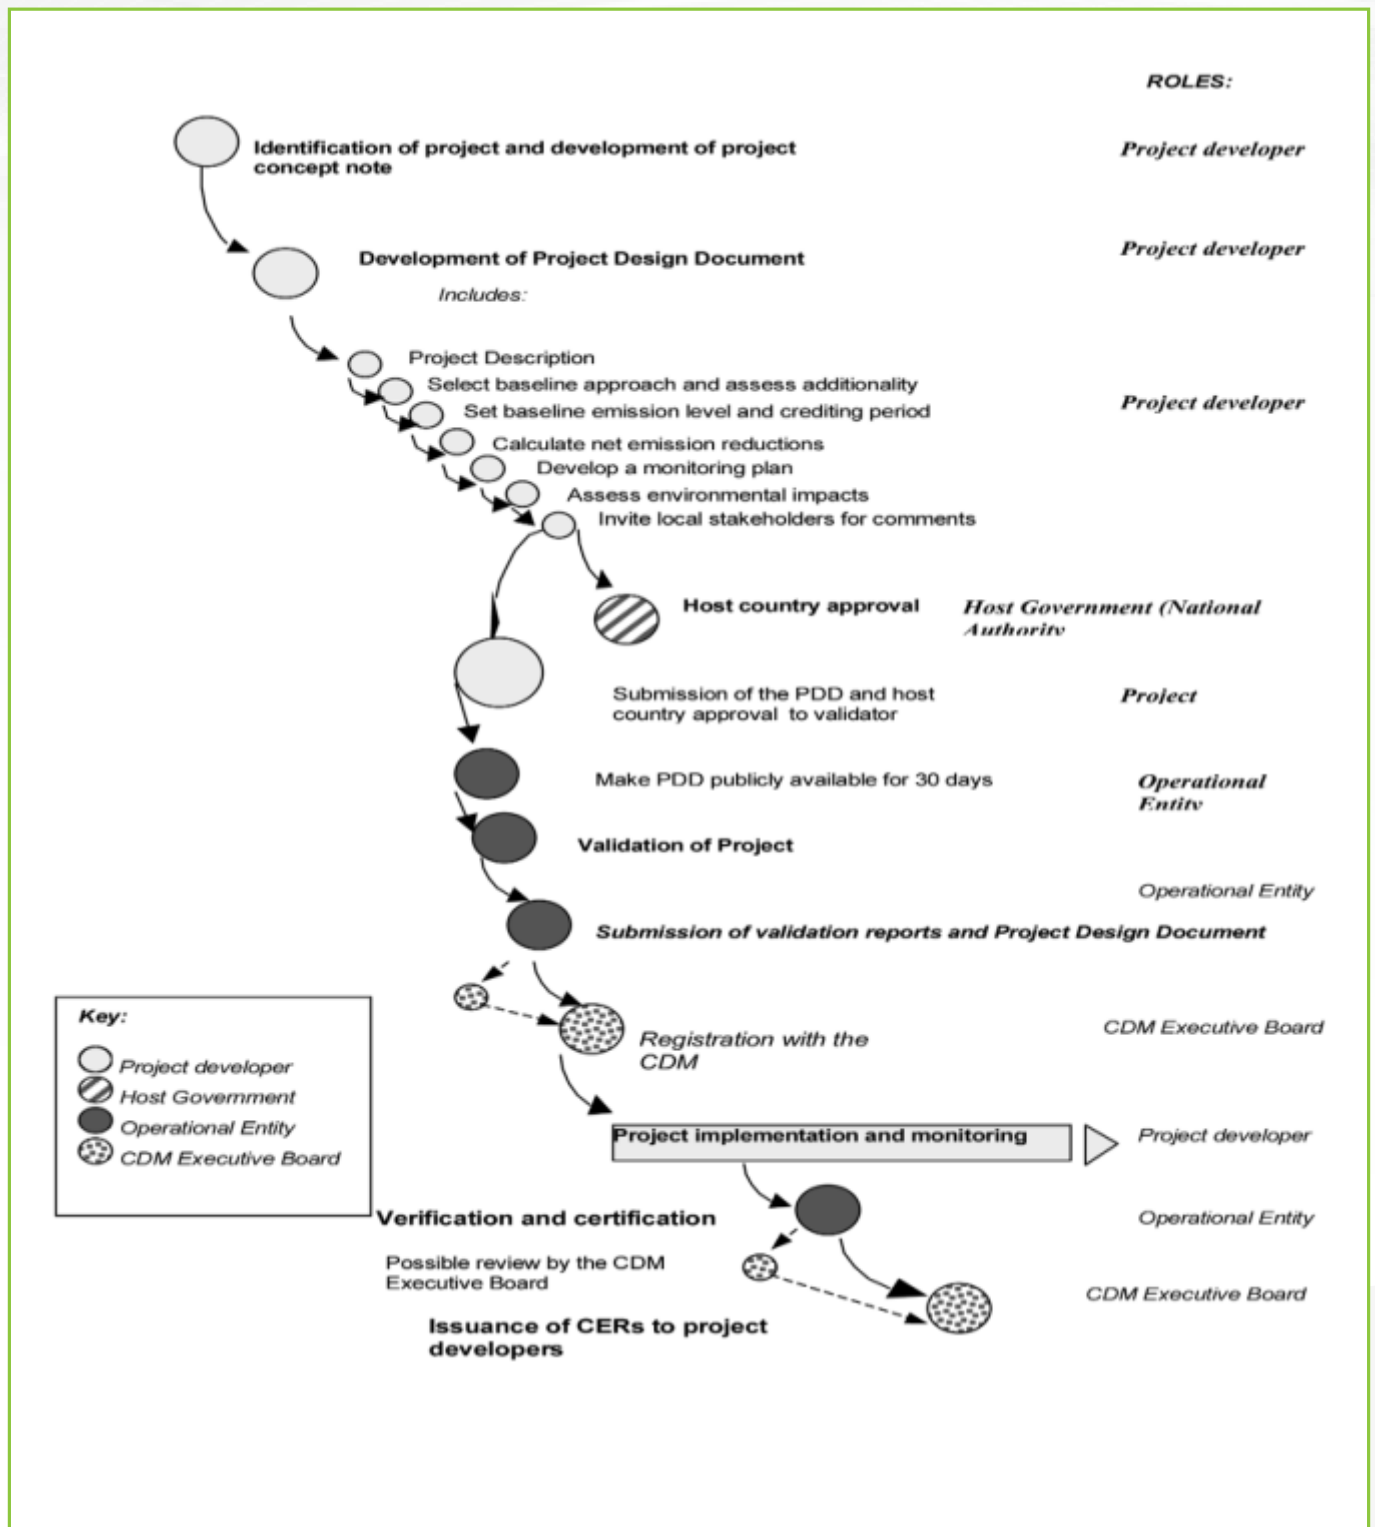 ROLES:
Identification of project and development of project
concept note
Project developer
Development of Project Design Document
Project developer
Includes:
Project Description
Select baseline approach and assess additionality
Set baseline emission level and crediting period
Project developer
Calculate net emission reductions
Develop a monitoring plan
Assess environmental impacts
Invite local stakeholders for comments
Host country approval
Host Government (National
Authority
Submission of the PDD and host
country approval to validator
Project
Make PDD publicly available for 30 days
Operational
Entity
Validation of Project
Operational Entity
Submission of validation reports and Project Design Document
Registration with the
CDM
CDM Executive Board
Key:
Project developer
Host Government
Operational Entity
CDM Executive Board
Project implementation and monitoring
Project developer
Verification and certification
Operational Entity
Possible review by the CDM
Executive Board
CDM Executive Board
Issuance of CERs to project
developers